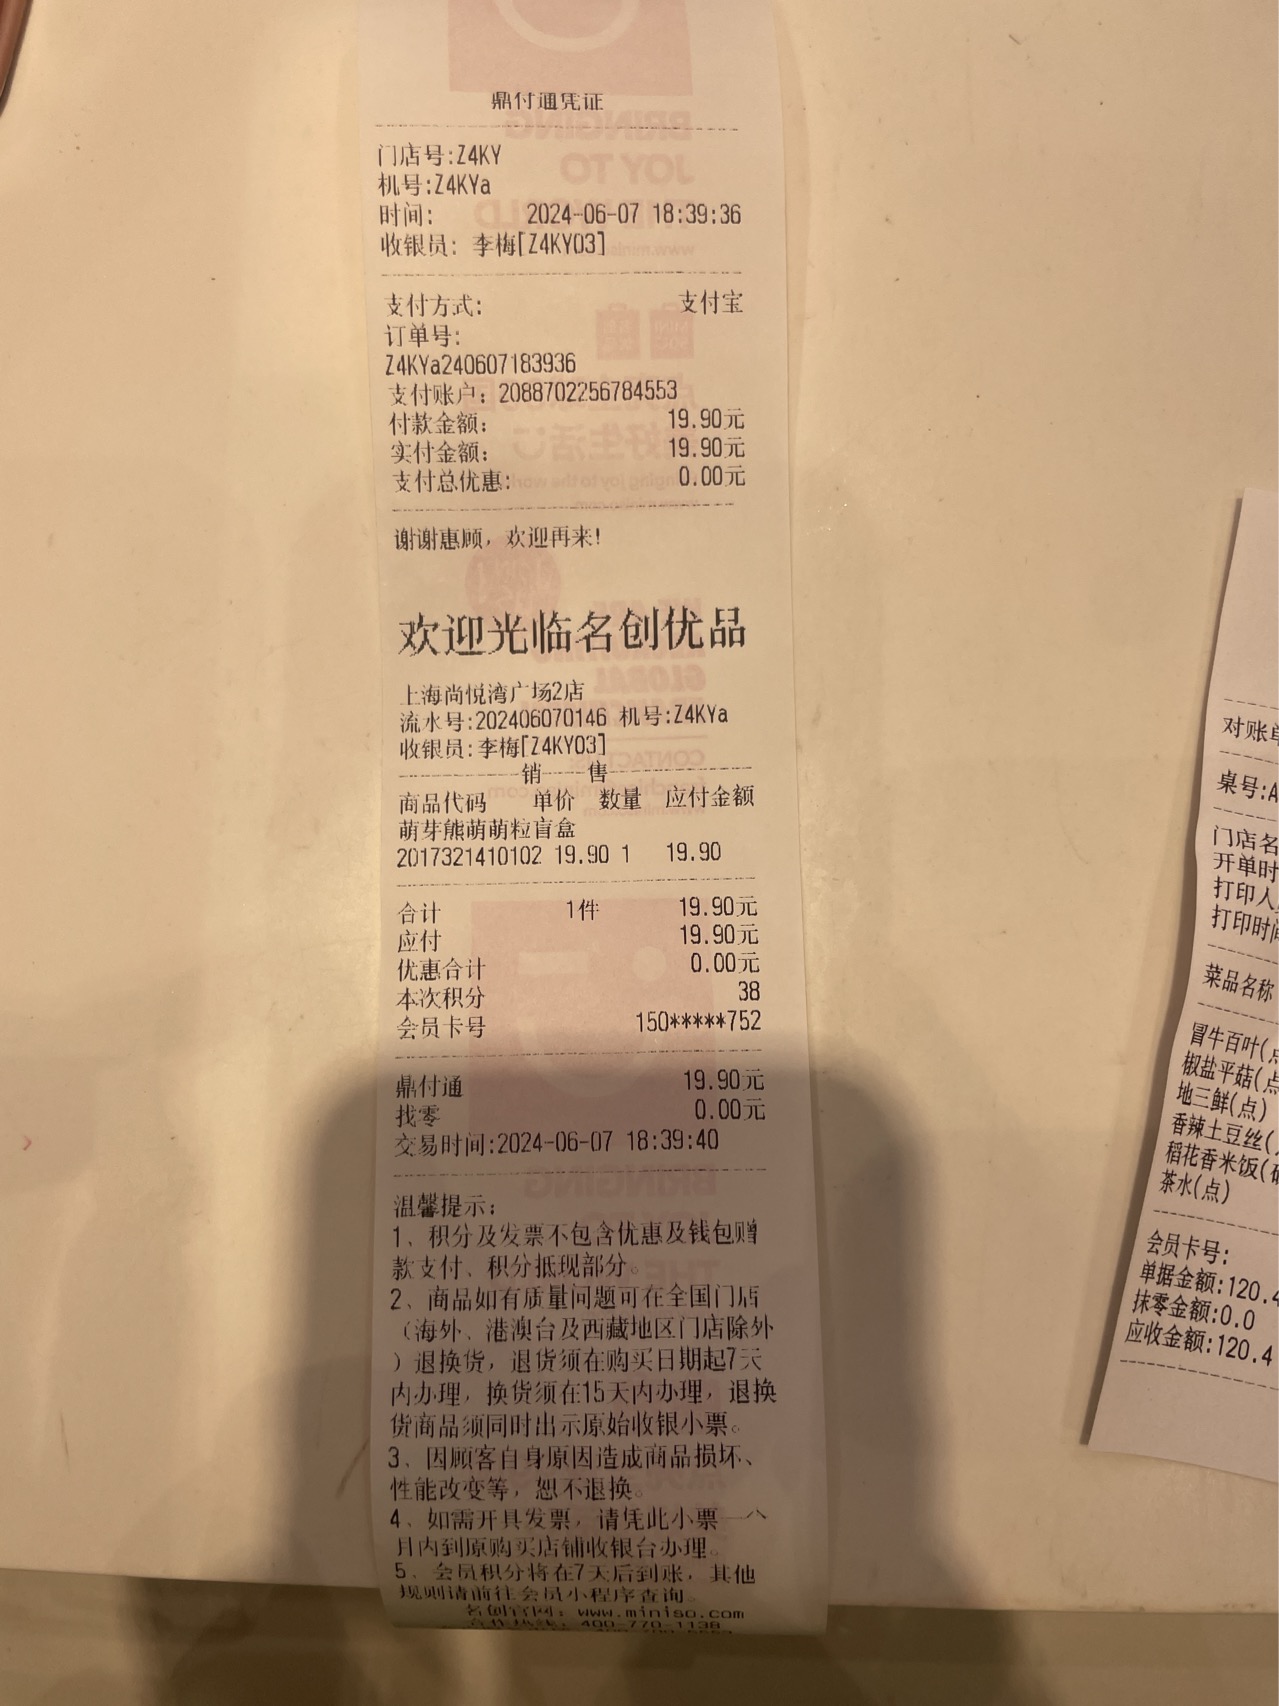 鼎付通凭证
门店号:Z4KY
机号:Z4KYa
时间: 2024-06-07 18:39:36
收银员: 李梅[Z4KY03]
支付方式: 支付宝
订单号:
Z4KYa240607183936
支付账户: 2088702256784553
付款金额: 19.90元
实付金额: 19.90元
支付总优惠: 0.00元
谢谢惠顾, 欢迎再来!
欢迎光临名创优品
上海尚悦湾广场2店
流水号:202406070146 机号:Z4KYa
收银员:李梅[Z4KY03]
销 售
商品代码 单价 数量 应付金额
萌芽熊萌萌粒盲盒
2017321410102 19.90 1 19.90
合计 1件 19.90元
应付 19.90元
优惠合计 0.00元
本次积分 38
会员卡号 150*****752
鼎付通 19.90元
找零 0.00元
交易时间:2024-06-07 18:39:40
温馨提示:
1、积分及发票不包含优惠及钱包赠
款支付、积分抵现部分。
2、商品如有质量问题可在全国门店
(海外、港澳台及西藏地区门店除外
)退换货, 退货须在购买日期起7天
内办理, 换货须在15天内办理, 退换
货商品须同时出示原始收银小票。
3、因顾客自身原因造成商品损坏、
性能改变等, 恕不退换。
4、如需开具发票, 请凭此小票一个
月内到原购买店铺收银台办理。
5、会员积分将在7天后到账, 其他
规则请前往会员小程序查询。
名创官网: www.miniso.com
合作热线: 400-770-1138
对账单
桌号:A
门店名
开单时
打印人
打印时间
菜品名称
冒牛百叶(点
椒盐平菇(点
地三鲜(点)
香辣土豆丝(
稻花香米饭(
茶水(点)
会员卡号:
单据金额:120.4
抹零金额:0.0
应收金额:120.4